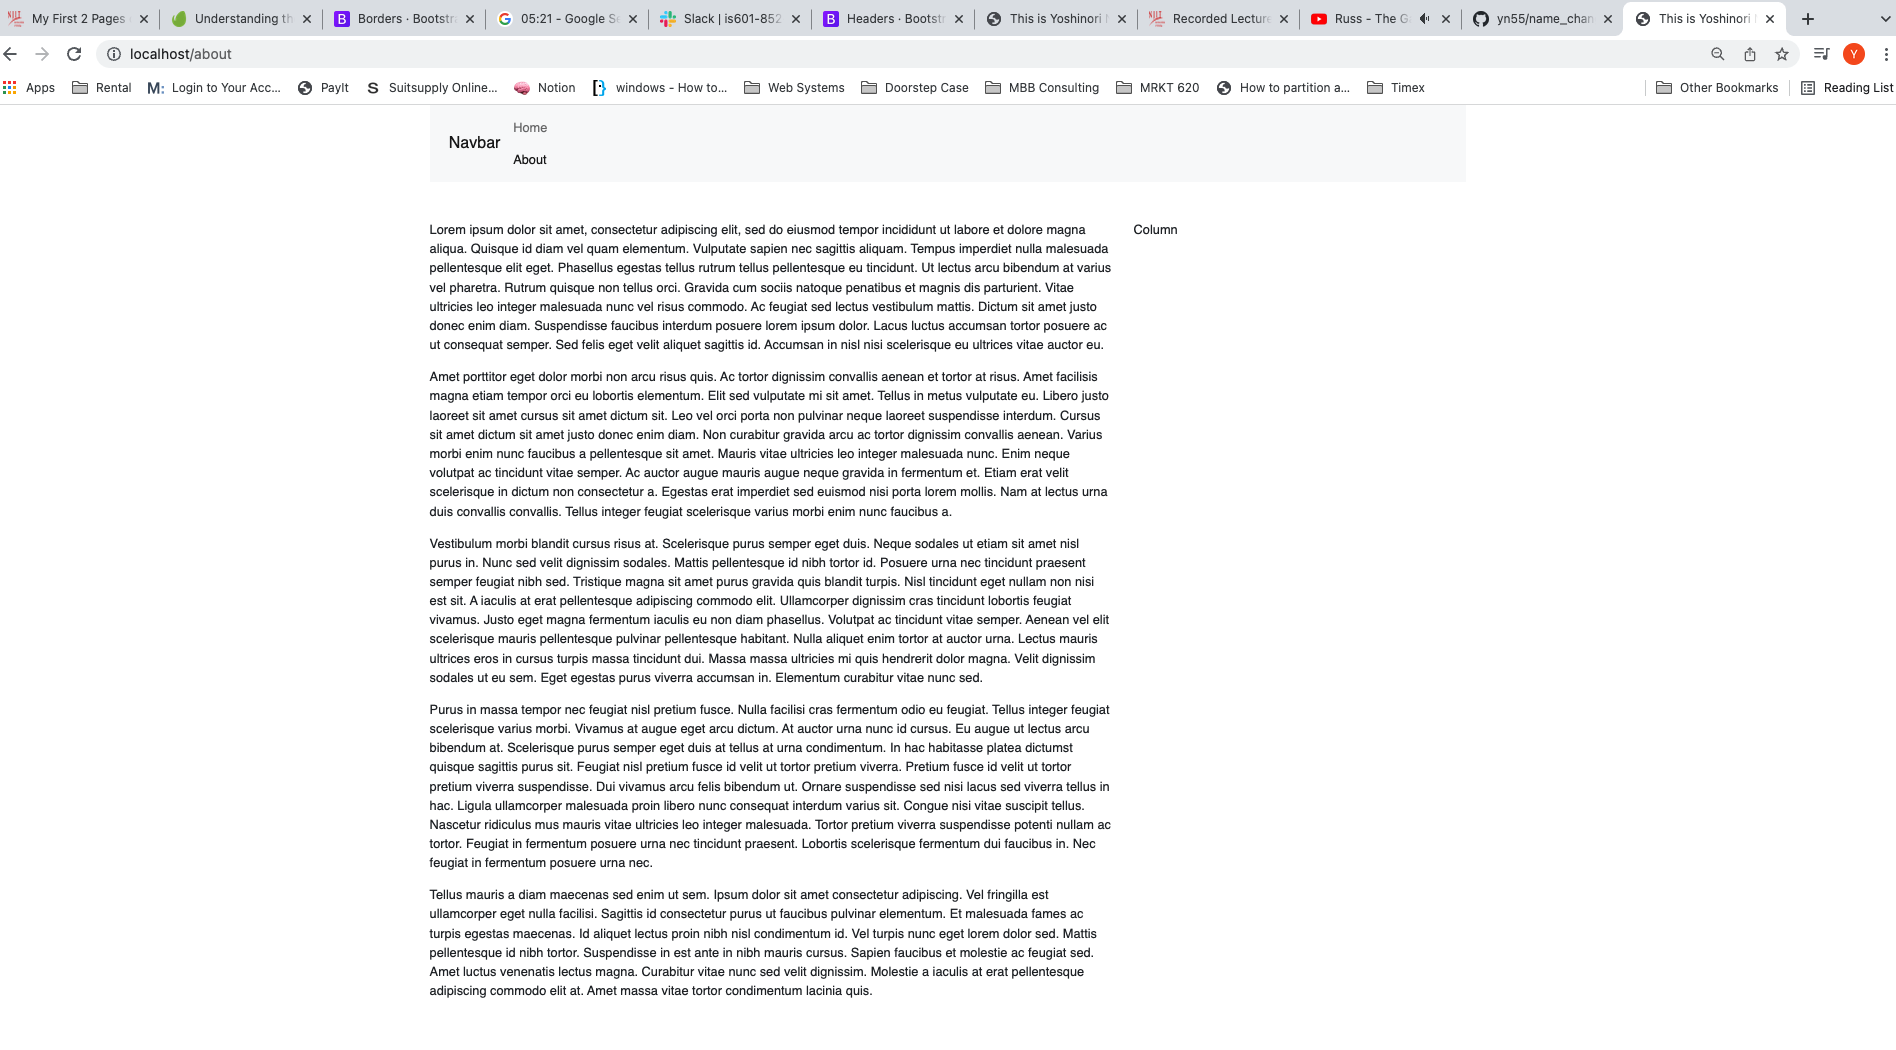 My First 2 Pages
Understanding th
Borders · Bootstra
05:21 - Google Se
Slack | is601-852
Headers · Bootstr
This is Yoshinori
Recorded Lecture
Russ - The G
yn55/name_chan
This is Yoshinori
localhost/about
Y
Apps
Rental
M: Login to Your Acc...
PayIt
S Suitsupply Online...
Notion
windows - How to...
Web Systems
Doorstep Case
MBB Consulting
MRKT 620
How to partition a...
Timex
Other Bookmarks
Reading List
Navbar
Home
About
Lorem ipsum dolor sit amet, consectetur adipiscing elit, sed do eiusmod tempor incididunt ut labore et dolore magna
aliqua. Quisque id diam vel quam elementum. Vulputate sapien nec sagittis aliquam. Tempus imperdiet nulla malesuada
pellentesque elit eget. Phasellus egestas tellus rutrum tellus pellentesque eu tincidunt. Ut lectus arcu bibendum at varius
vel pharetra. Rutrum quisque non tellus orci. Gravida cum sociis natoque penatibus et magnis dis parturient. Vitae
ultricies leo integer malesuada nunc vel risus commodo. Ac feugiat sed lectus vestibulum mattis. Dictum sit amet justo
donec enim diam. Suspendisse faucibus interdum posuere lorem ipsum dolor. Lacus luctus accumsan tortor posuere ac
ut consequat semper. Sed felis eget velit aliquet sagittis id. Accumsan in nisl nisi scelerisque eu ultrices vitae auctor eu.
Amet porttitor eget dolor morbi non arcu risus quis. Ac tortor dignissim convallis aenean et tortor at risus. Amet facilisis
magna etiam tempor orci eu lobortis elementum. Elit sed vulputate mi sit amet. Tellus in metus vulputate eu. Libero justo
laoreet sit amet cursus sit amet dictum sit. Leo vel orci porta non pulvinar neque laoreet suspendisse interdum. Cursus
sit amet dictum sit amet justo donec enim diam. Non curabitur gravida arcu ac tortor dignissim convallis aenean. Varius
morbi enim nunc faucibus a pellentesque sit amet. Mauris vitae ultricies leo integer malesuada nunc. Enim neque
volutpat ac tincidunt vitae semper. Ac auctor augue mauris augue neque gravida in fermentum et. Etiam erat velit
scelerisque in dictum non consectetur a. Egestas erat imperdiet sed euismod nisi porta lorem mollis. Nam at lectus urna
duis convallis convallis. Tellus integer feugiat scelerisque varius morbi enim nunc faucibus a.
Vestibulum morbi blandit cursus risus at. Scelerisque purus semper eget duis. Neque sodales ut etiam sit amet nisl
purus in. Nunc sed velit dignissim sodales. Mattis pellentesque id nibh tortor id. Posuere urna nec tincidunt praesent
semper feugiat nibh sed. Tristique magna sit amet purus gravida quis blandit turpis. Nisl tincidunt eget nullam non nisi
est sit. A iaculis at erat pellentesque adipiscing commodo elit. Ullamcorper dignissim cras tincidunt lobortis feugiat
vivamus. Justo eget magna fermentum iaculis eu non diam phasellus. Volutpat ac tincidunt vitae semper. Aenean vel elit
scelerisque mauris pellentesque pulvinar pellentesque habitant. Nulla aliquet enim tortor at auctor urna. Lectus mauris
ultrices eros in cursus turpis massa tincidunt dui. Massa massa ultricies mi quis hendrerit dolor magna. Velit dignissim
sodales ut eu sem. Eget egestas purus viverra accumsan in. Elementum curabitur vitae nunc sed.
Purus in massa tempor nec feugiat nisl pretium fusce. Nulla facilisi cras fermentum odio eu feugiat. Tellus integer feugiat
scelerisque varius morbi. Vivamus at augue eget arcu dictum. At auctor urna nunc id cursus. Eu augue ut lectus arcu
bibendum at. Scelerisque purus semper eget duis at tellus at urna condimentum. In hac habitasse platea dictumst
quisque sagittis purus sit. Feugiat nisl pretium fusce id velit ut tortor pretium viverra. Pretium fusce id velit ut tortor
pretium viverra suspendisse. Dui vivamus arcu felis bibendum ut. Ornare suspendisse sed nisi lacus sed viverra tellus in
hac. Ligula ullamcorper malesuada proin libero nunc consequat interdum varius sit. Congue nisi vitae suscipit tellus.
Nascetur ridiculus mus mauris vitae ultricies leo integer malesuada. Tortor pretium viverra suspendisse potenti nullam ac
tortor. Feugiat in fermentum posuere urna nec tincidunt praesent. Lobortis scelerisque fermentum dui faucibus in. Nec
feugiat in fermentum posuere urna nec.
Tellus mauris a diam maecenas sed enim ut sem. Ipsum dolor sit amet consectetur adipiscing. Vel fringilla est
ullamcorper eget nulla facilisi. Sagittis id consectetur purus ut faucibus pulvinar elementum. Et malesuada fames ac
turpis egestas maecenas. Id aliquet lectus proin nibh nisl condimentum id. Vel turpis nunc eget lorem dolor sed. Mattis
pellentesque id nibh tortor. Suspendisse in est ante in nibh mauris cursus. Sapien faucibus et molestie ac feugiat sed.
Amet luctus venenatis lectus magna. Curabitur vitae nunc sed velit dignissim. Molestie a iaculis at erat pellentesque
adipiscing commodo elit at. Amet massa vitae tortor condimentum lacinia quis.
Column